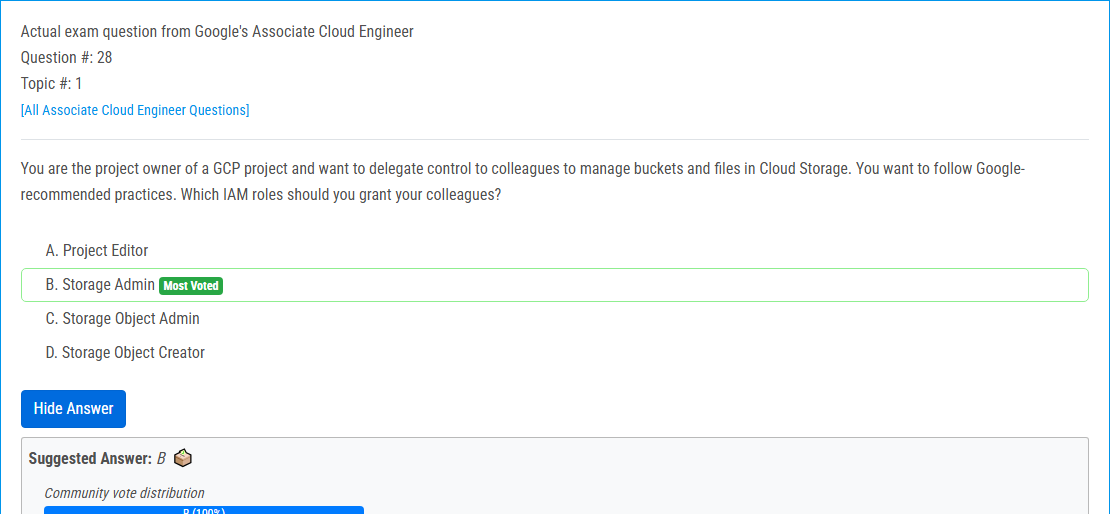 Actual exam question from Google's Associate Cloud Engineer
Question #: 28
Topic #: 1
[All Associate Cloud Engineer Questions]
You are the project owner of a GCP project and want to delegate control to colleagues to manage buckets and files in Cloud Storage. You want to follow Google-
recommended practices. Which IAM roles should you grant your colleagues?
A. Project Editor
B. Storage Admin Most Voted
C. Storage Object Admin
D. Storage Object Creator
Hide Answer
Suggested Answer: B
Community vote distribution
B (100%)